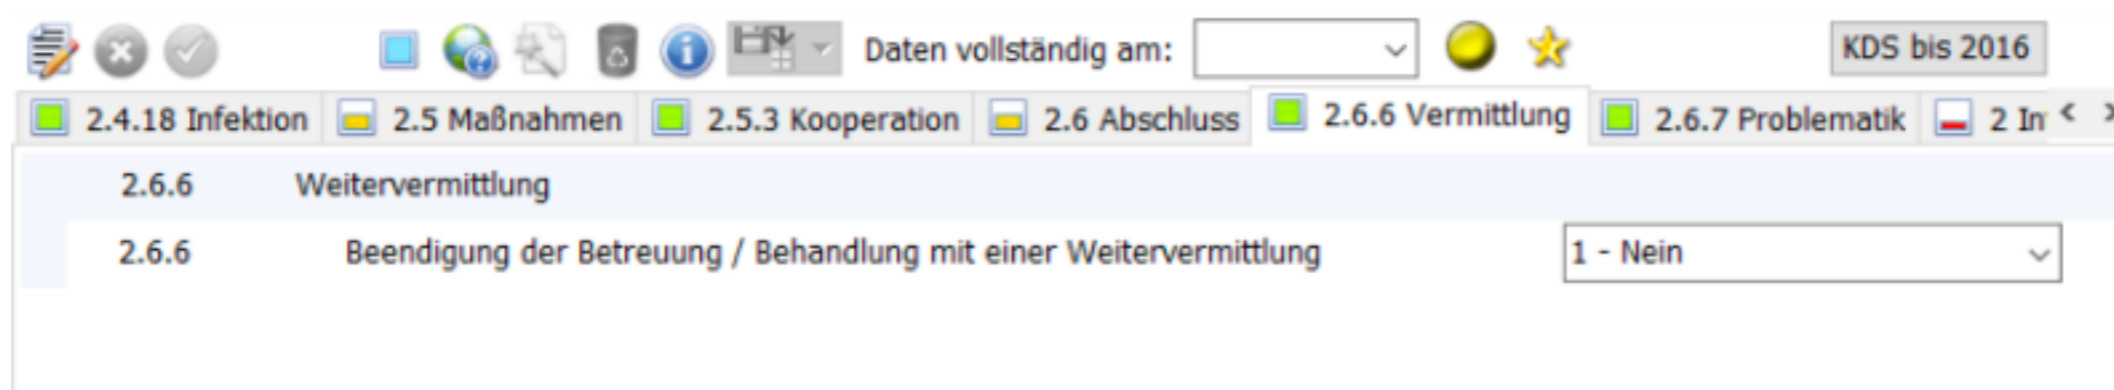 Daten vollständig am: KDS bis 2016
2.4.18 Infektion 2.5 Maßnahmen 2.5.3 Kooperation 2.6 Abschluss 2.6.6 Vermittlung 2.6.7 Problematik 2
2.6.6 Weitervermittlung
2.6.6 Beendigung der Betreuung / Behandlung mit einer Weitervermittlung 1 - Nein